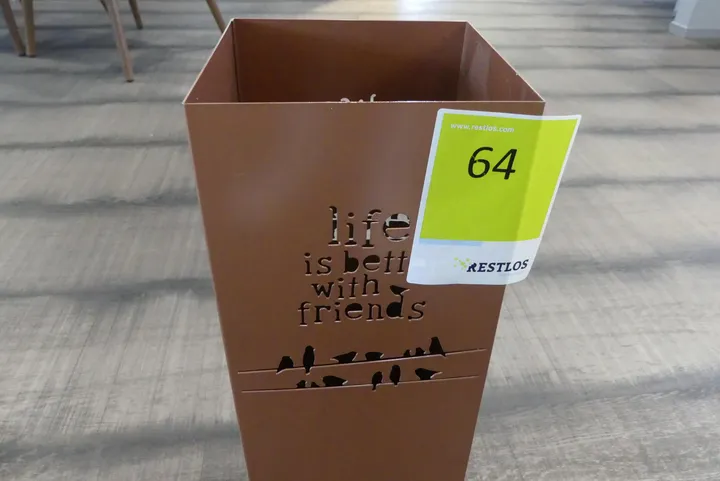 www.restlos.com
64
RESTLOS
life
is bett
with
friends